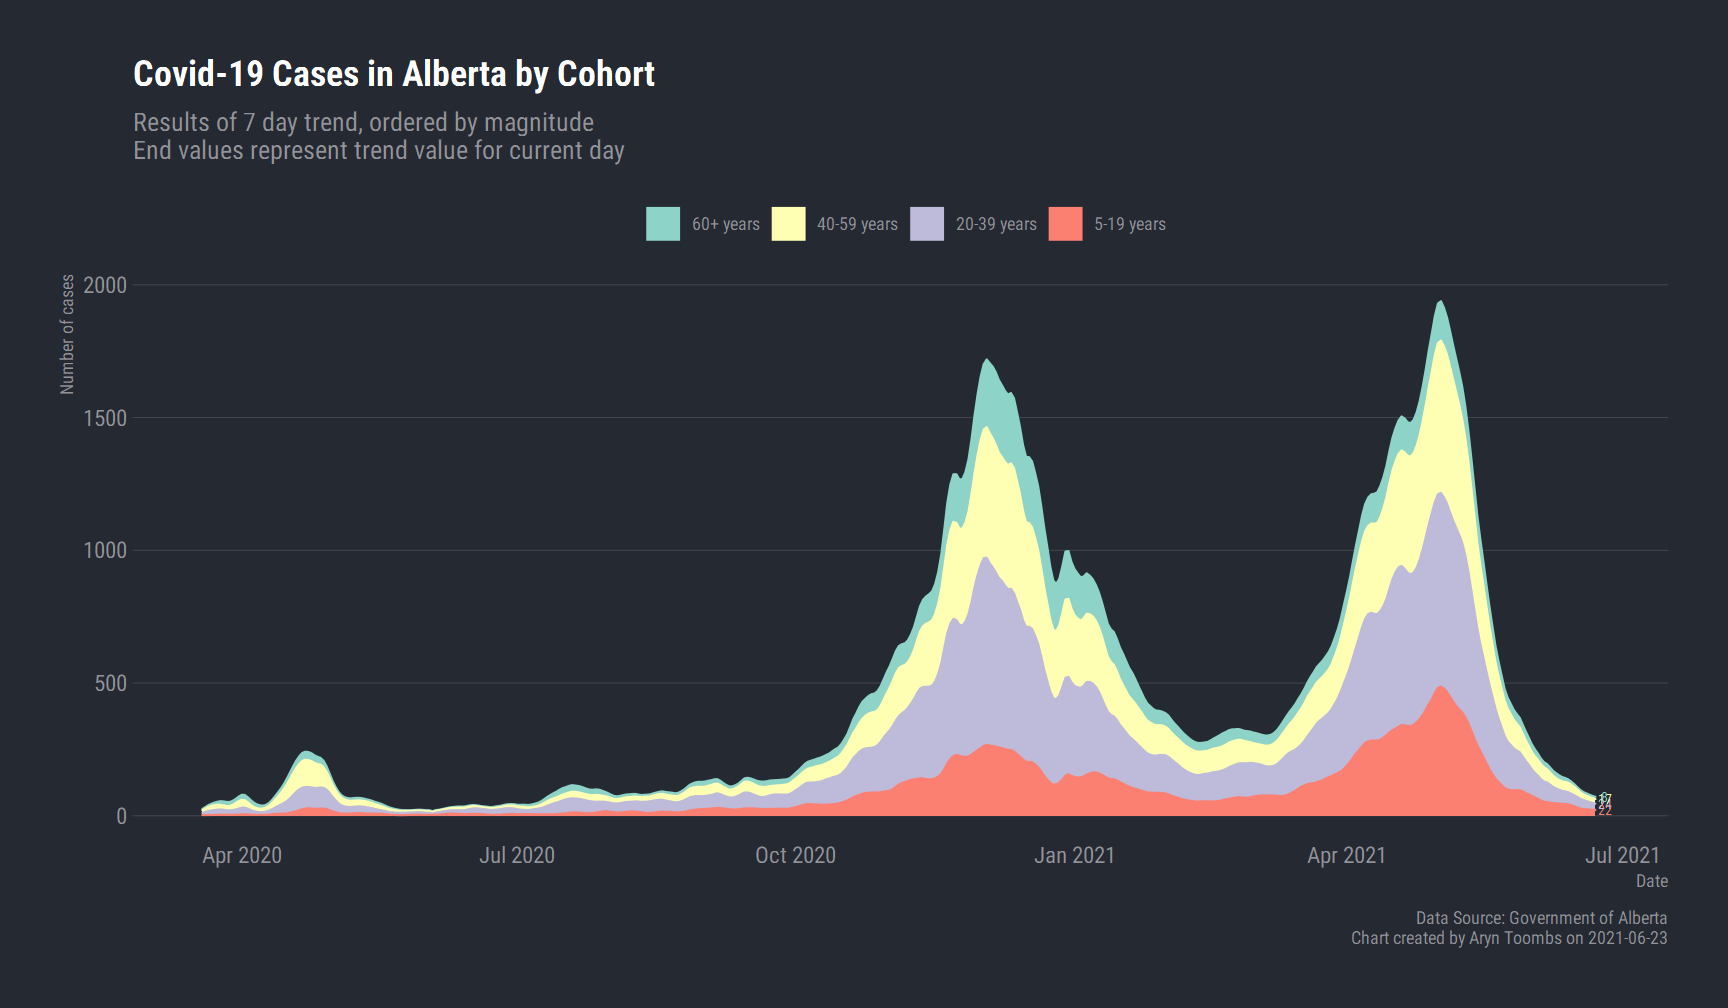 Covid-19 Cases in Alberta by Cohort
Results of 7 day trend, ordered by magnitude
End values represent trend value for current day
60+ years
40-59 years
20-39 years
5-19 years
Number of cases
2000
1500
1000
500
0
22
Apr 2020
Jul 2020
Oct 2020
Jan 2021
Apr 2021
Jul 2021
Date
Data Source: Government of Alberta
Chart created by Aryn Toombs on 2021-06-23